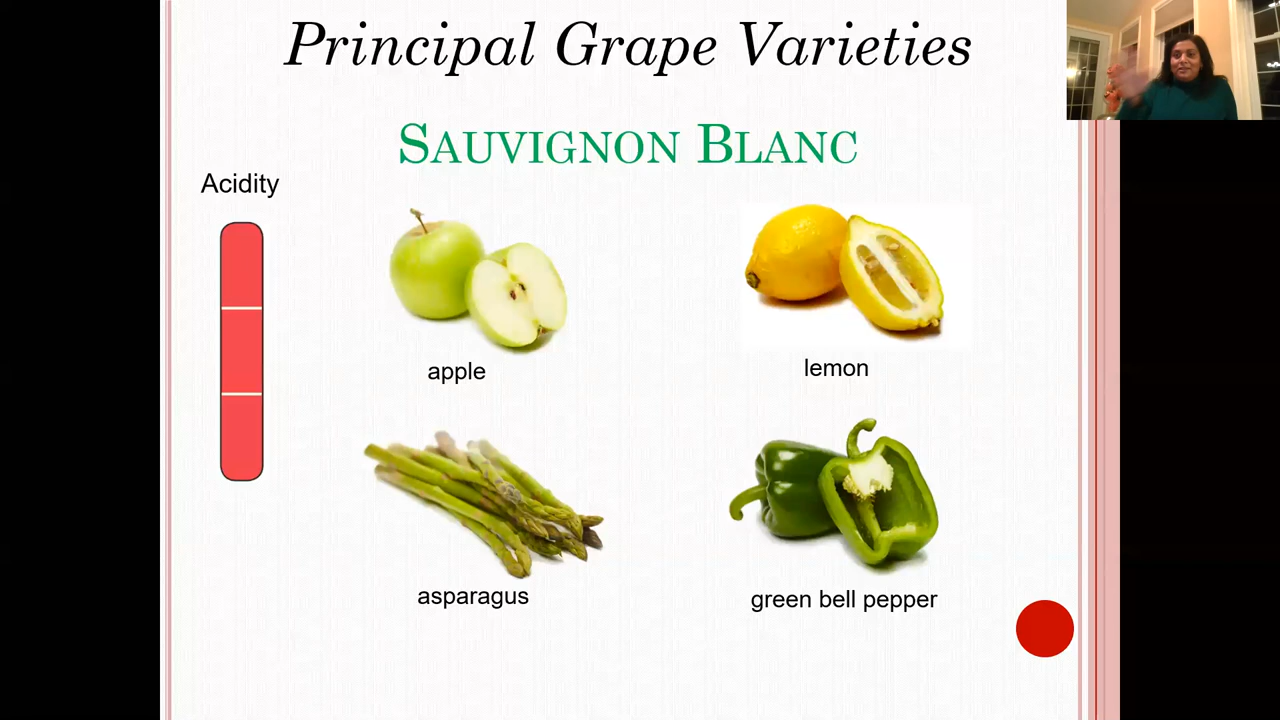 Principal Grape Varieties
SAUVIGNON BLANC
Acidity
apple
lemon
asparagus
green bell pepper